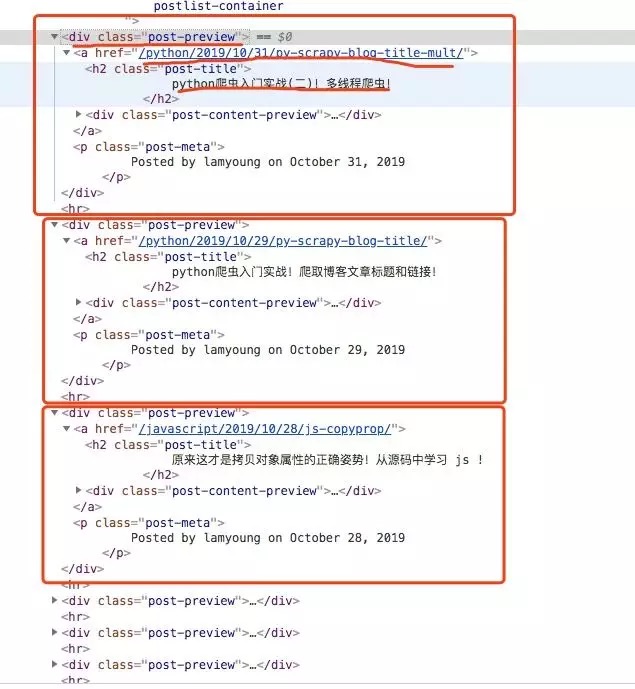 postlist-container
">
▼<div class="post-preview"> == $0
▼<a href="/python/2019/10/31/py-scrapy-blog-title-mult/">
<h2 class="post-title">
python爬虫入门实战(二)! 多线程爬虫!
</h2>
▶<div class="post-content-preview">…</div>
</a>
<p class="post-meta">
Posted by lamyoung on October 31, 2019
</p>
</div>
<hr>
▼<div class="post-preview">
▼<a href="/python/2019/10/29/py-scrapy-blog-title/">
<h2 class="post-title">
python爬虫入门实战! 爬取博客文章标题和链接!
</h2>
▶<div class="post-content-preview">…</div>
</a>
<p class="post-meta">
Posted by lamyoung on October 29, 2019
</p>
</div>
<hr>
▼<div class="post-preview">
▼<a href="/javascript/2019/10/28/js-copyprop/">
<h2 class="post-title">
原来这才是拷贝对象属性的正确姿势! 从源码中学习 js !
</h2>
▶<div class="post-content-preview">…</div>
</a>
<p class="post-meta">
Posted by lamyoung on October 28, 2019
</p>
</div>
<hr>
▶<div class="post-preview">…</div>
<hr>
▶<div class="post-preview">…</div>
<hr>
▶<div class="post-preview">…</div>
<hr>